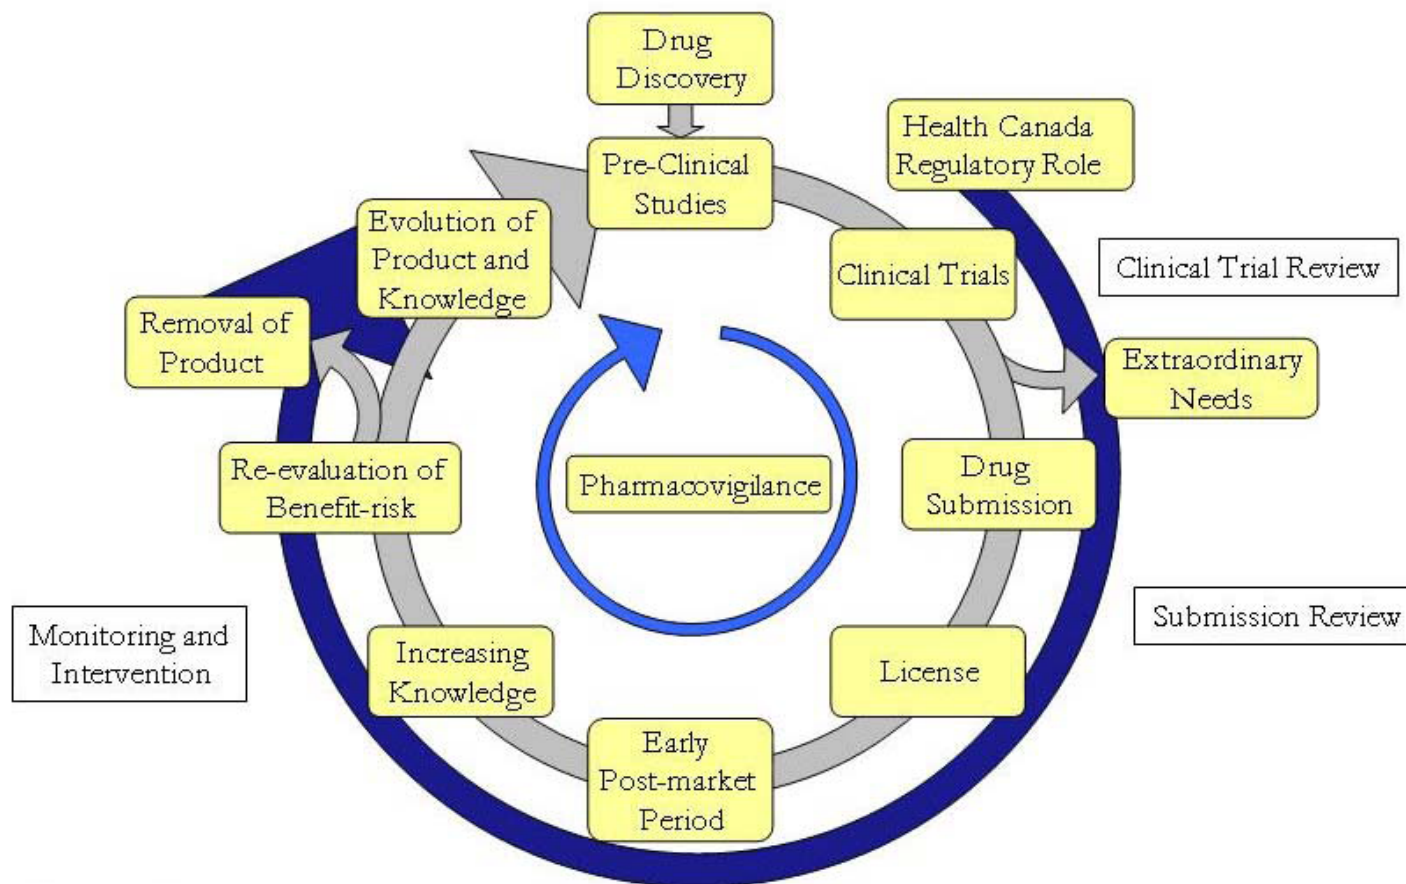 Drug
Discovery
Pre-Clinical
Studies
Health Canada
Regulatory Role
Clinical Trials
Clinical Trial Review
Extraordinary
Needs
Drug
Submission
Submission Review
License
Early
Post-market
Period
Increasing
Knowledge
Monitoring and
Intervention
Re-evaluation of
Benefit-risk
Removal of
Product
Evolution of
Product and
Knowledge
Pharmacovigilance